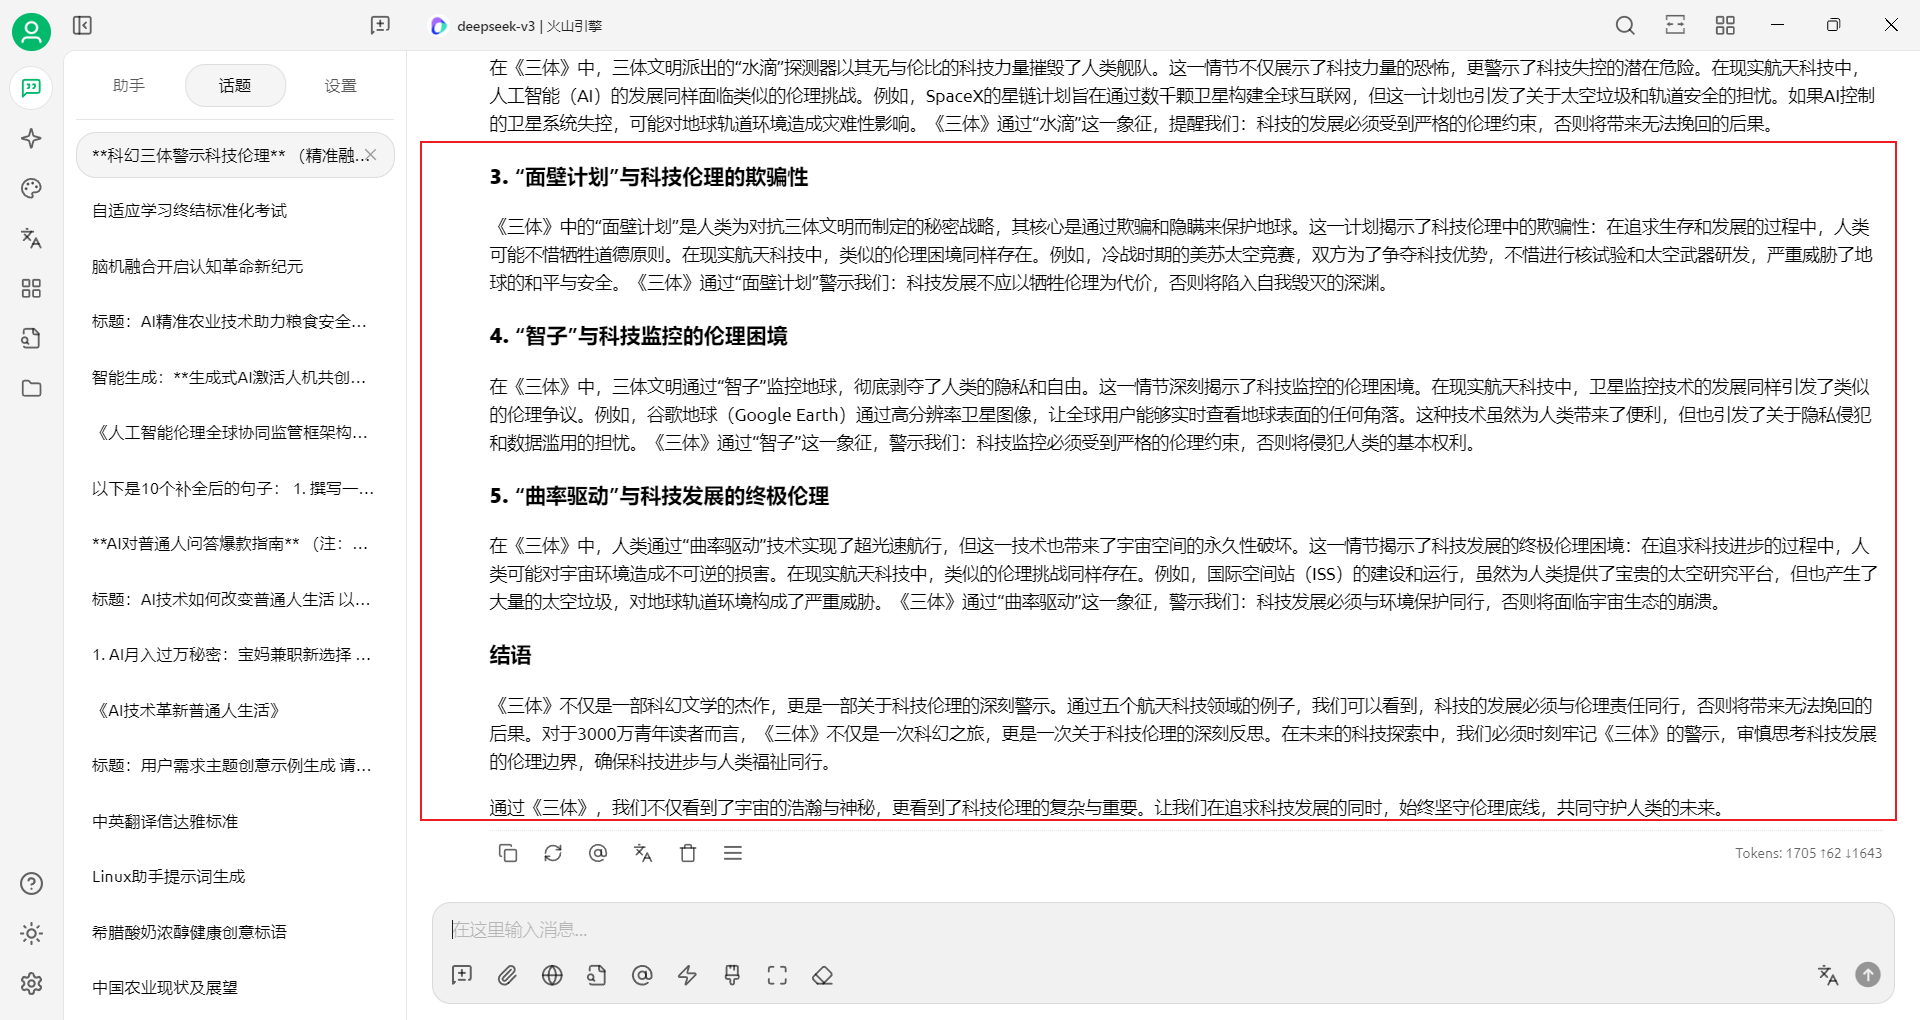 deepseek-v3 | 火山引擎
助手
话题
设置
**科幻三体警示科技伦理** （精准融...
自适应学习终结标准化考试
脑机融合开启认知革命新纪元
标题：AI精准农业技术助力粮食安全...
智能生成：**生成式AI激活人机共创...
《人工智能伦理全球协同监管框架构...
以下是10个补全后的句子： 1. 撰写一...
**AI对普通人问答爆款指南** （注：...
标题：AI技术如何改变普通人生活 以...
1. AI月入过万秘密：宝妈兼职新选择 ...
《AI技术革新普通人生活》
标题：用户需求主题创意示例生成 请...
中英翻译信达雅标准
Linux助手提示词生成
希腊酸奶浓醇健康创意标语
中国农业现状及展望
在《三体》中，三体文明派出的“水滴”探测器以其无与伦比的科技力量摧毁了人类舰队。这一情节不仅展示了科技力量的恐怖，更警示了科技失控的潜在危险。在现实航天科技中，
人工智能（AI）的发展同样面临类似的伦理挑战。例如，SpaceX的星链计划旨在通过数千颗卫星构建全球互联网，但这一计划也引发了关于太空垃圾和轨道安全的担忧。如果AI控制
的卫星系统失控，可能对地球轨道环境造成灾难性影响。《三体》通过“水滴”这一象征，提醒我们：科技的发展必须受到严格的伦理约束，否则将带来无法挽回的后果。
3. “面壁计划”与科技伦理的欺骗性
《三体》中的“面壁计划”是人类为对抗三体文明而制定的秘密战略，其核心是通过欺骗和隐瞒来保护地球。这一计划揭示了科技伦理中的欺骗性：在追求生存和发展的过程中，人类
可能不惜牺牲道德原则。在现实航天科技中，类似的伦理困境同样存在。例如，冷战时期的美苏太空竞赛，双方为了争夺科技优势，不惜进行核试验和太空武器研发，严重威胁了地
球的和平与安全。《三体》通过“面壁计划”警示我们：科技发展不应以牺牲伦理为代价，否则将陷入自我毁灭的深渊。
4. “智子”与科技监控的伦理困境
在《三体》中，三体文明通过“智子”监控地球，彻底剥夺了人类的隐私和自由。这一情节深刻揭示了科技监控的伦理困境。在现实航天科技中，卫星监控技术的发展同样引发了类似
的伦理争议。例如，谷歌地球（Google Earth）通过高分辨率卫星图像，让全球用户能够实时查看地球表面的任何角落。这种技术虽然为人类带来了便利，但也引发了关于隐私侵犯
和数据滥用的担忧。《三体》通过“智子”这一象征，警示我们：科技监控必须受到严格的伦理约束，否则将侵犯人类的基本权利。
5. “曲率驱动”与科技发展的终极伦理
在《三体》中，人类通过“曲率驱动”技术实现了超光速航行，但这一技术也带来了宇宙空间的永久性破坏。这一情节揭示了科技发展的终极伦理困境：在追求科技进步的过程中，人
类可能对宇宙环境造成不可逆的损害。在现实航天科技中，类似的伦理挑战同样存在。例如，国际空间站（ISS）的建设和运行，虽然为人类提供了宝贵的太空研究平台，但也产生了
大量的太空垃圾，对地球轨道环境构成了严重威胁。《三体》通过“曲率驱动”这一象征，警示我们：科技发展必须与环境保护同行，否则将面临宇宙生态的崩溃。
结语
《三体》不仅是一部科幻文学的杰作，更是一部关于科技伦理的深刻警示。通过五个航天科技领域的例子，我们可以看到，科技的发展必须与伦理责任同行，否则将带来无法挽回的
后果。对于3000万青年读者而言，《三体》不仅是一次科幻之旅，更是一次关于科技伦理的深刻反思。在未来的科技探索中，我们必须时刻牢记《三体》的警示，审慎思考科技发展
的伦理边界，确保科技进步与人类福祉同行。
通过《三体》，我们不仅看到了宇宙的浩瀚与神秘，更看到了科技伦理的复杂与重要。让我们在追求科技发展的同时，始终坚守伦理底线，共同守护人类的未来。
Tokens: 1705 ↑62 ↓1643
在这里输入消息...